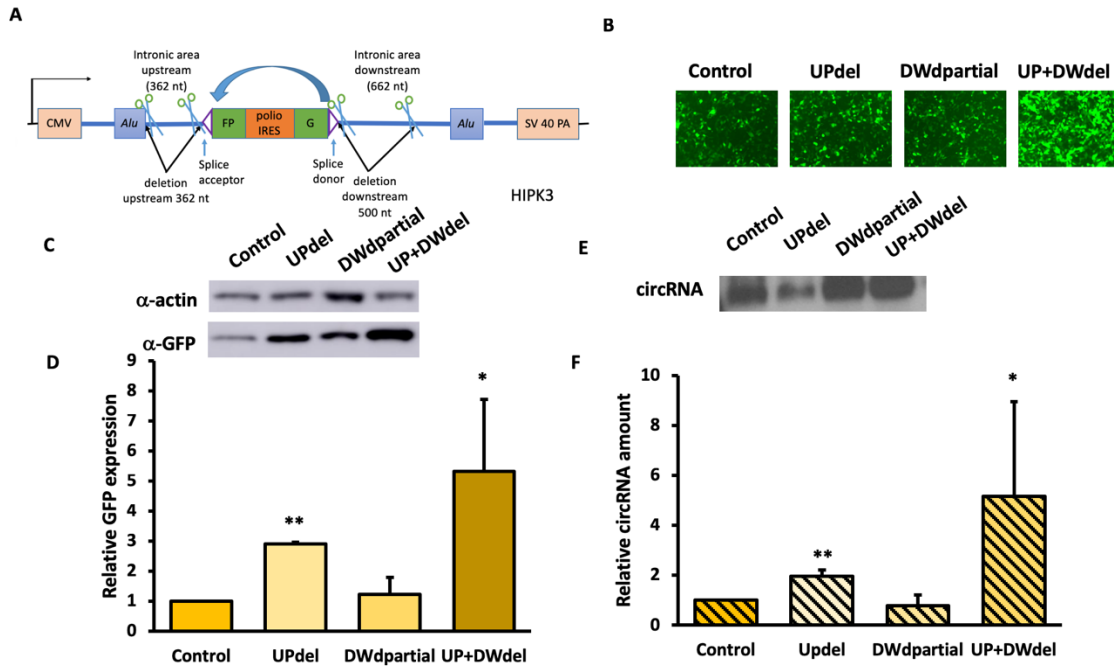 A
Intronic area
upstream
(362 nt)
Intronic area
downstream
(662 nt)
CMV
Alu
FP
polio
IRES
G
Alu
SV 40 PA
Splice
acceptor
Splice
donor
deletion
upstream 362 nt
deletion
downstream
500 nt
HIPK3
B
Control
UPdel
DWdpartial
UP+DWdel
C
Control
UPdel
DWdpartial
UP+DWdel
α-actin
α-GFP
E
Control
UPdel
DWdpartial
UP+DWdel
circRNA
D
Relative GFP expression
9
8
7
6
5
4
3
2
1
0
**
*
Control
UPdel
DWdpartial
UP+DWdel
F
Relative circRNA amount
10
8
6
4
2
0
**
*
Control
Updel
DWdpartial
UP+DWdel